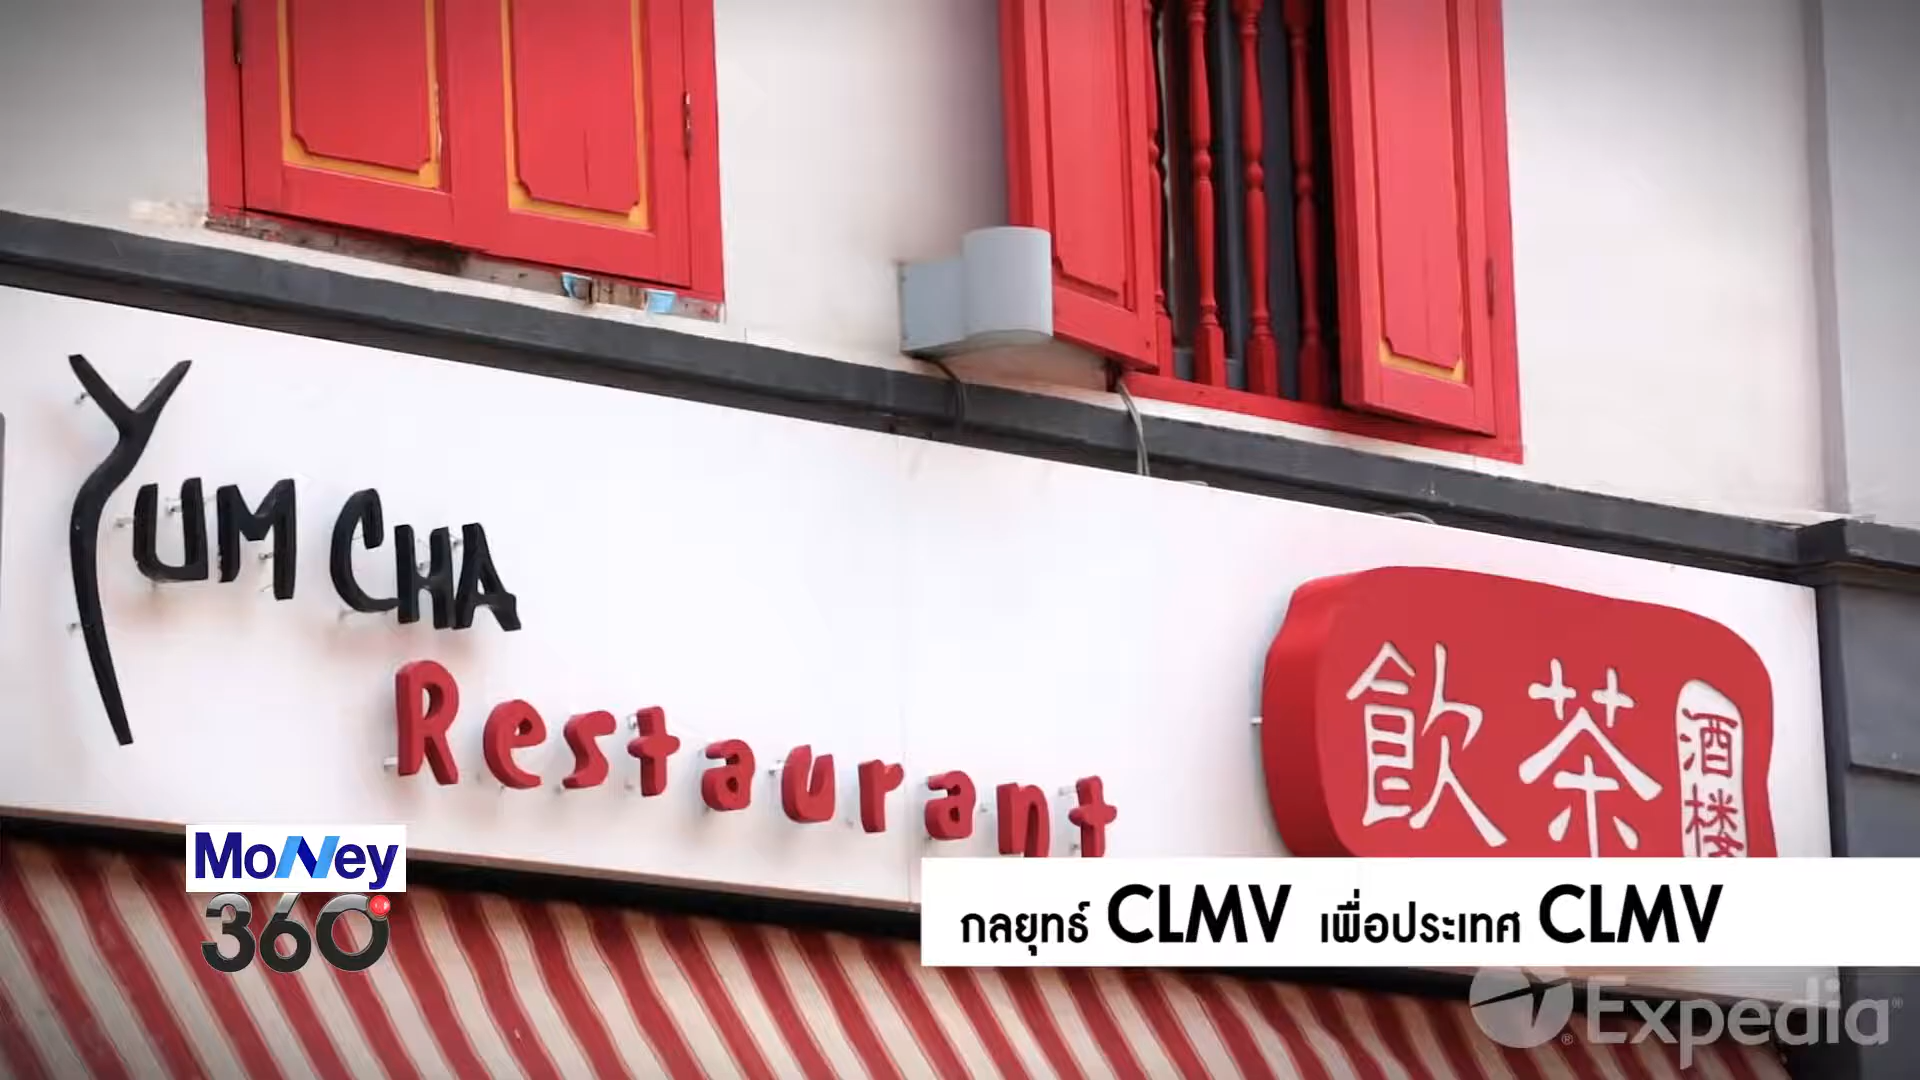 YUM CHA
Restaurant
飲茶
酒
楼
Money
360°
กลยุทธ์ CLMV เพื่อประเทศ CLMV
Expedia®